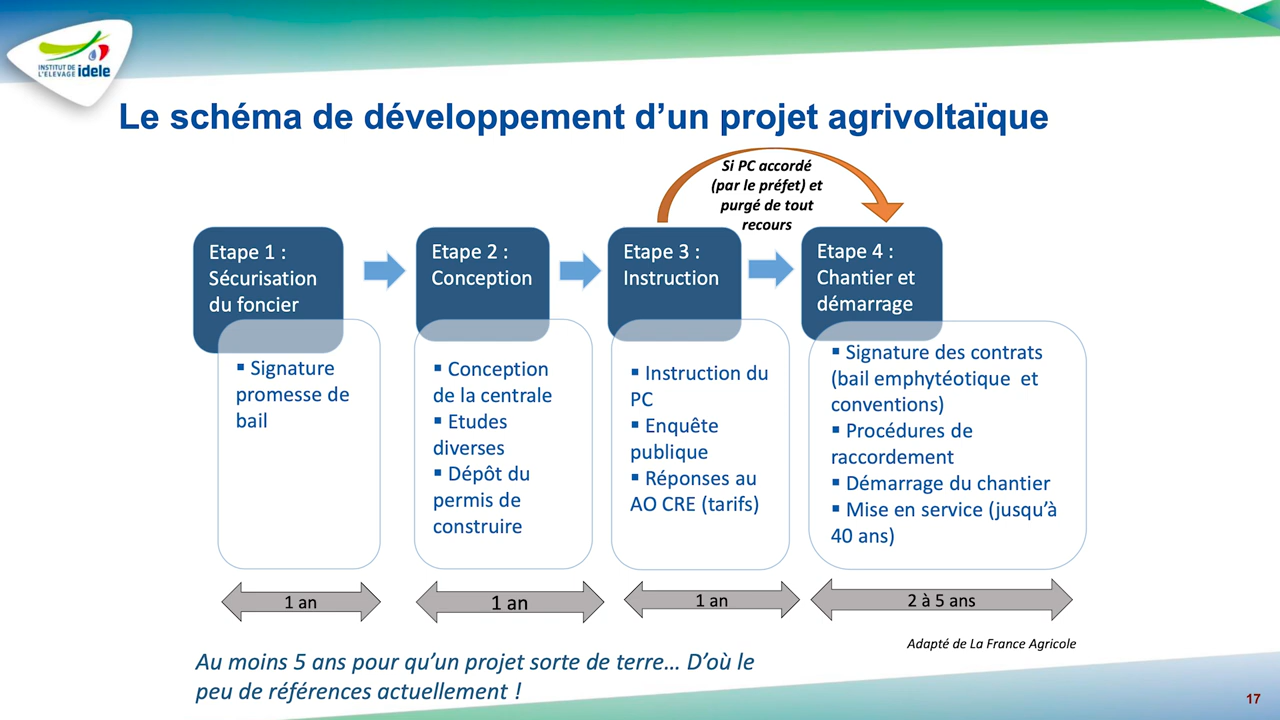 INSTITUT DE
L'ELEVAGE idele
Le schéma de développement d'un projet agrivoltaïque
Si PC accordé
(par le préfet) et
purgé de tout
recours
Etape 1 :
Sécurisation
du foncier
▪ Signature
promesse de
bail
1 an
Etape 2 :
Conception
▪ Conception
de la centrale
▪ Etudes
diverses
▪ Dépôt du
permis de
construire
1 an
Etape 3 :
Instruction
▪ Instruction du
PC
▪ Enquête
publique
▪ Réponses au
AO CRE (tarifs)
1 an
Etape 4 :
Chantier et
démarrage
▪ Signature des contrats
(bail emphytéotique et
conventions)
▪ Procédures de
raccordement
▪ Démarrage du chantier
▪ Mise en service (jusqu'à
40 ans)
2 à 5 ans
Adapté de La France Agricole
Au moins 5 ans pour qu'un projet sorte de terre... D'où le
peu de références actuellement !
17